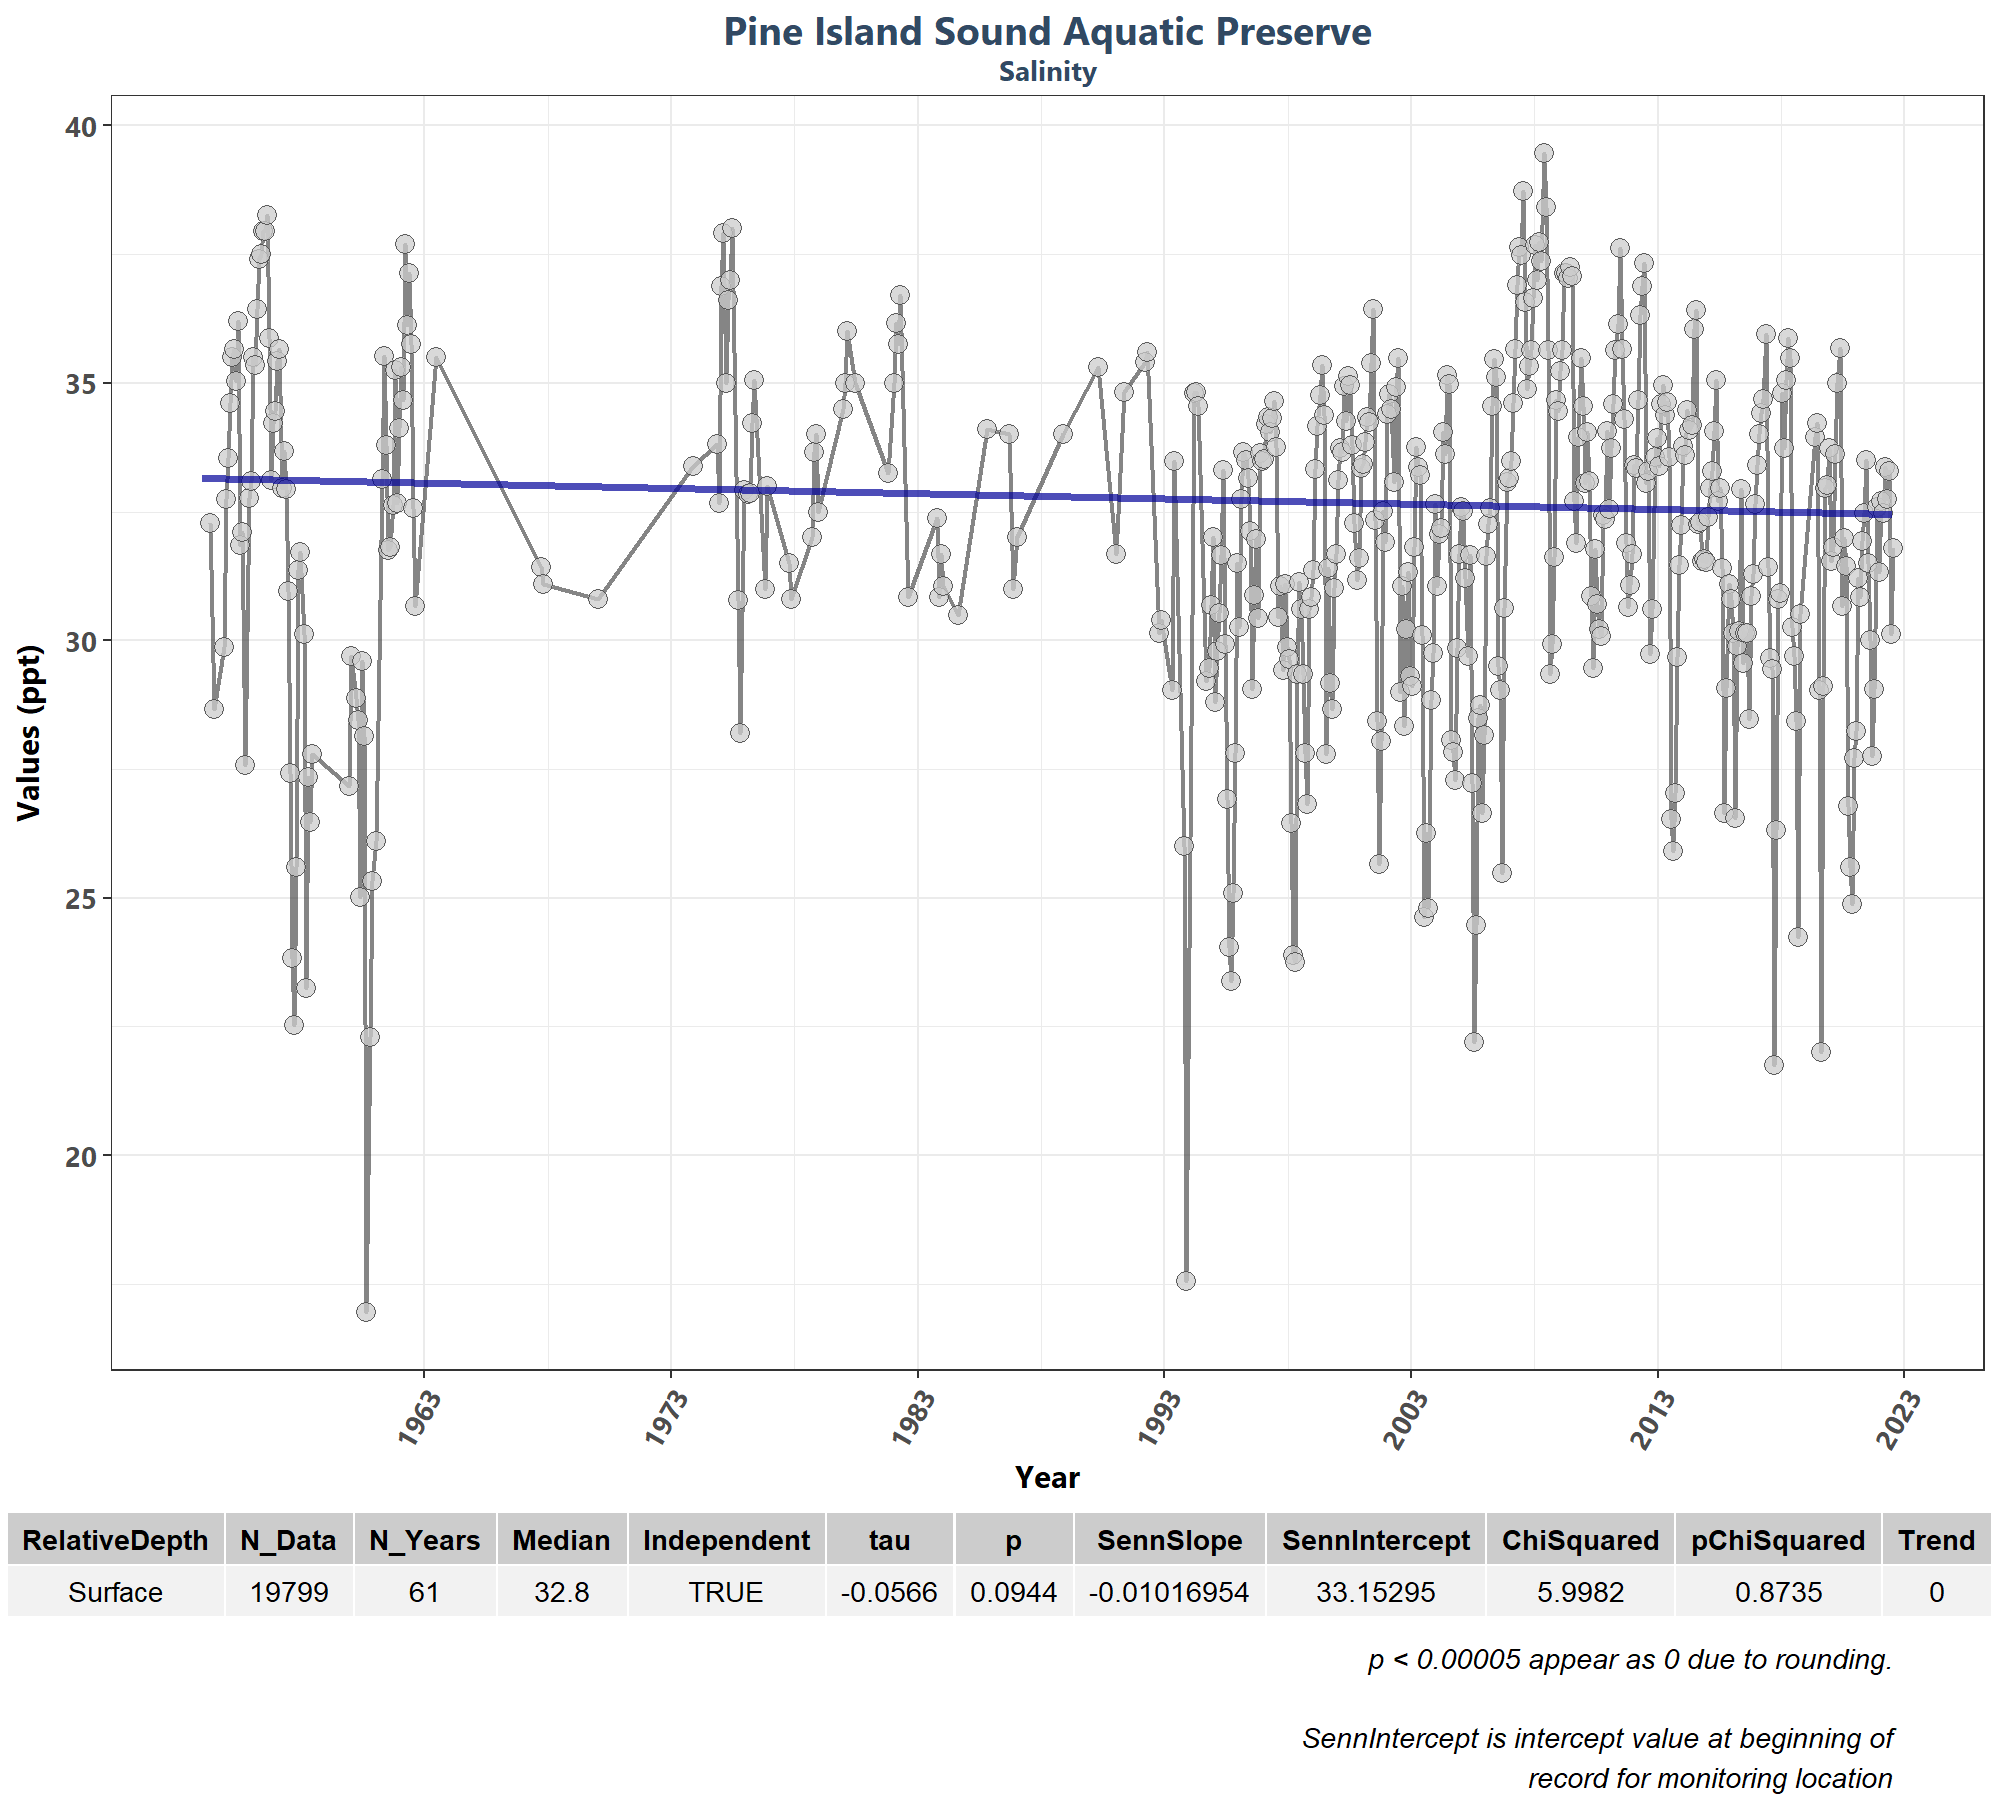 Pine Island Sound Aquatic Preserve
Salinity
40
35
30
25
20
Values (ppt)
1963 1973 1983 1993 2003 2013 2023
Year
RelativeDepth N_Data N_Years Median Independent tau p SennSlope SennIntercept ChiSquared pChiSquared Trend
Surface 19799 61 32.8 TRUE -0.0566 0.0944 -0.01016954 33.15295 5.9982 0.8735 0
p < 0.00005 appear as 0 due to rounding.
SennIntercept is intercept value at beginning of
record for monitoring location